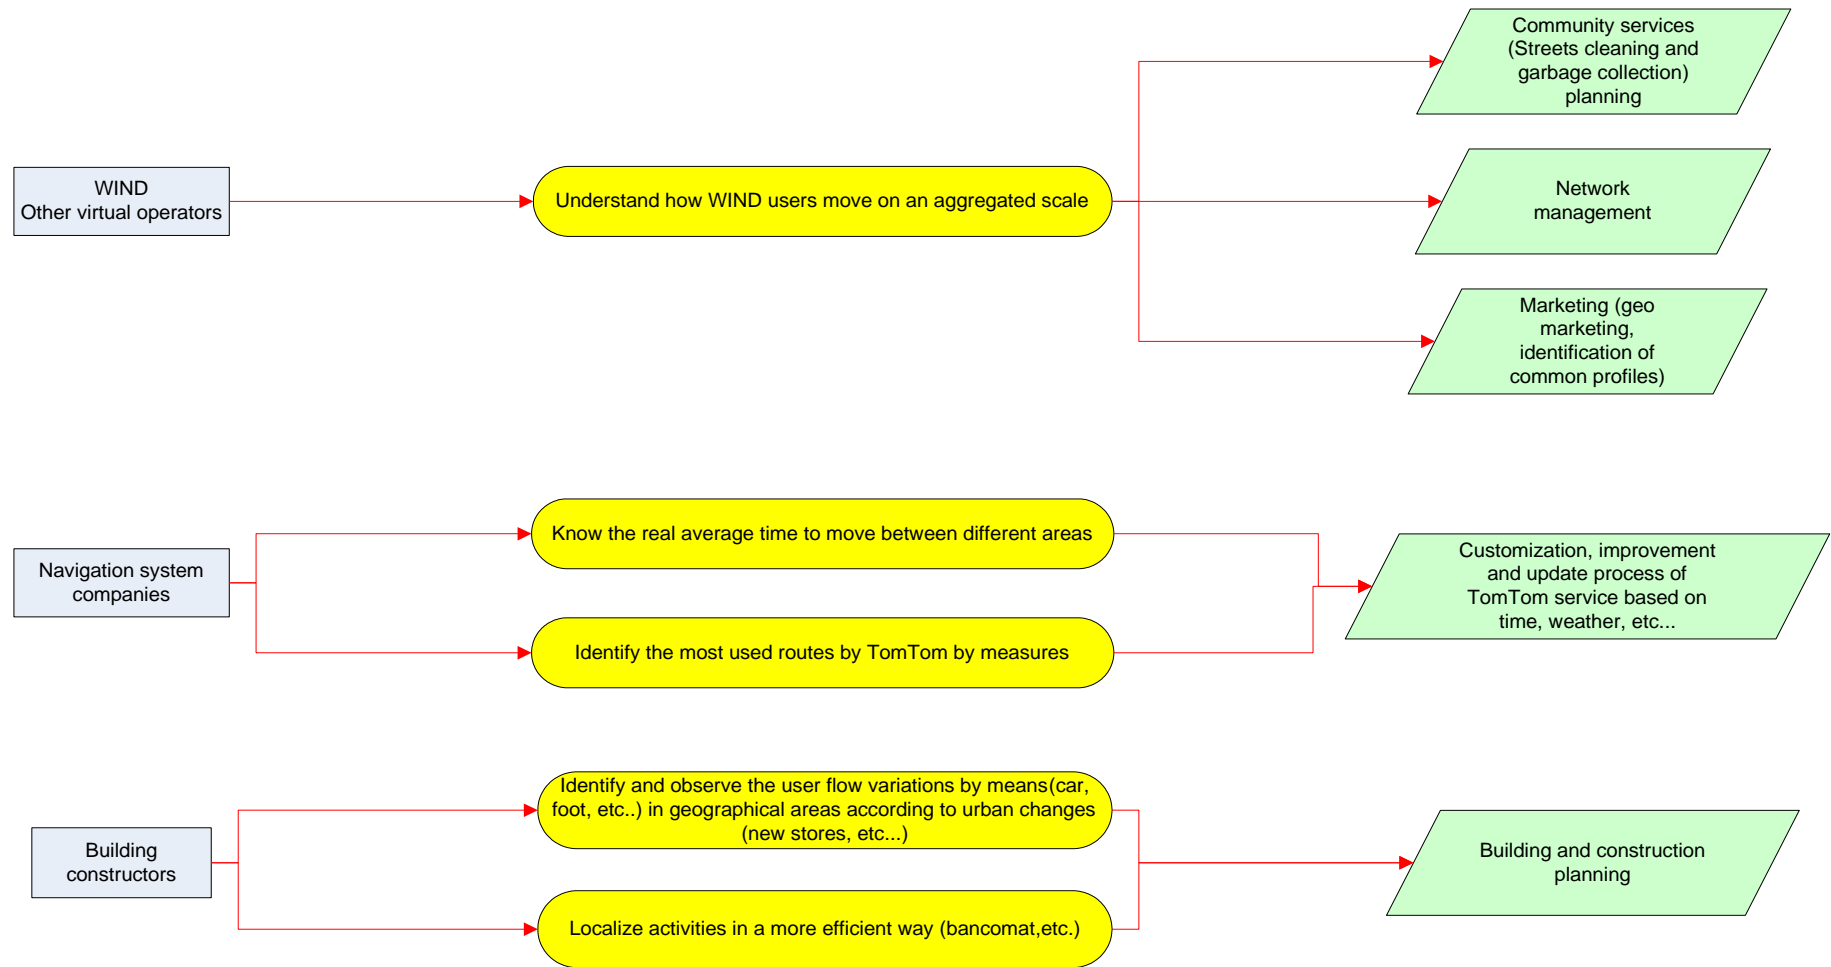 Community services
(Streets cleaning and
garbage collection)
planning
WIND
Other virtual operators
Understand how WIND users move on an aggregated scale
Network
management
Marketing (geo
marketing,
identification of
common profiles)
Navigation system
companies
Know the real average time to move between different areas
Identify the most used routes by TomTom by measures
Customization, improvement
and update process of
TomTom service based on
time, weather, etc...
Building
constructors
Identify and observe the user flow variations by means(car,
foot, etc..) in geographical areas according to urban changes
(new stores, etc...)
Localize activities in a more efficient way (bancomat,etc.)
Building and construction
planning